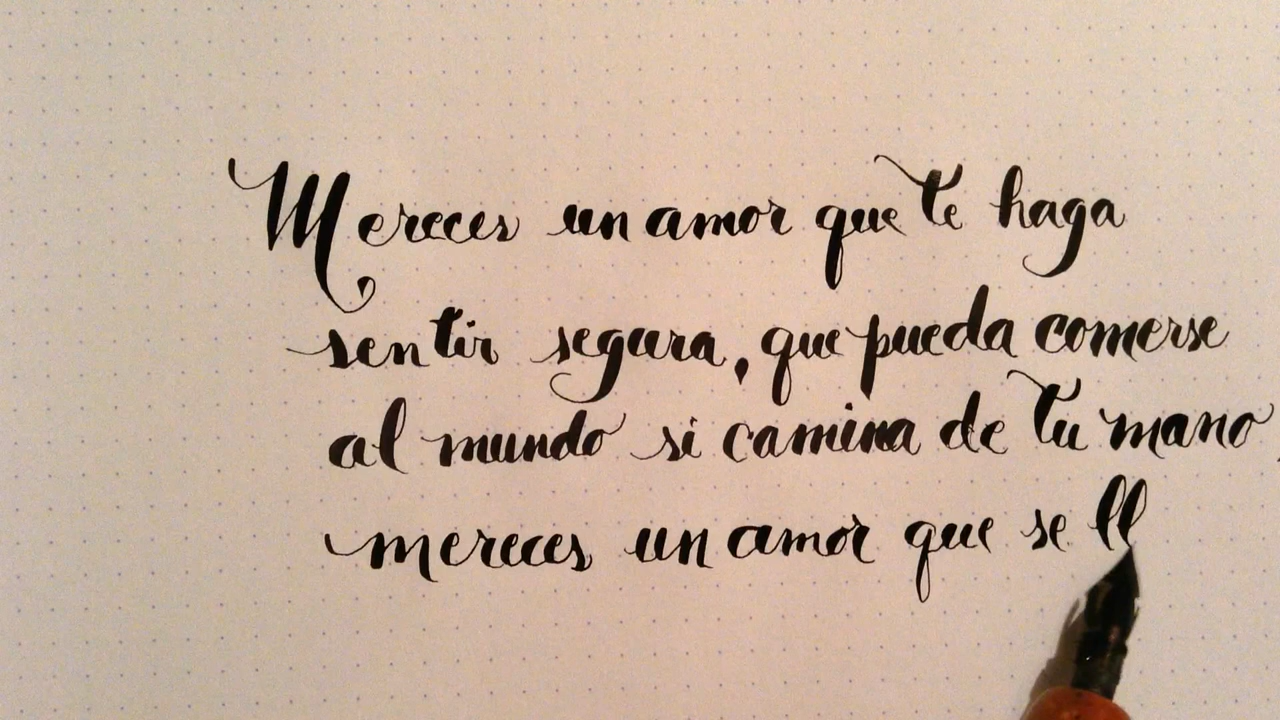 Mereces un amor que te haga
sentir segura, que pueda comerse
al mundo si camina de tu mano,
mereces un amor que se ll